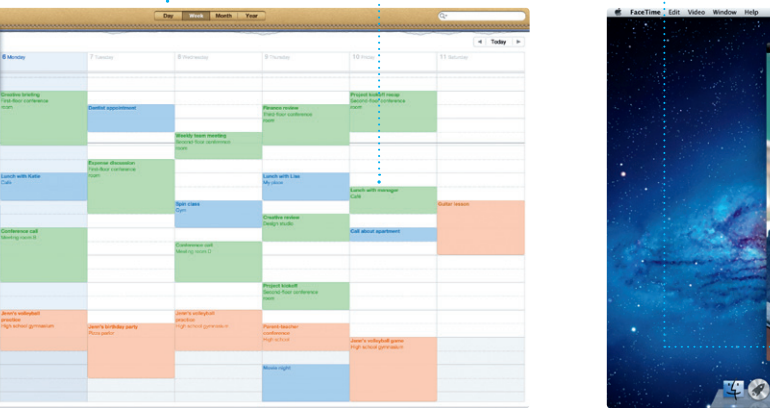 Day Week Month Year
Today
6 Monday
7 Tuesday
8 Wednesday
9 Thursday
10 Friday
11 Saturday
Creative briefing
First-floor conference
room
Lunch with Katie
Café
Conference call
Meeting room B
Jane's volleyball
practice
High school gymnasium
Dentist appointment
Expense discussion
First-floor conference
room
Jane's birthday party
Pizza parlor
Weekly team meeting
Second-floor conference
room
Spin class
Gym
Conference call
Meeting room D
Jane's volleyball
practice
High school gymnasium
Finance review
Third-floor conference
room
Lunch with Lisa
My place
Creative review
Design studio
Project kickoff
Second-floor conference
room
Parent-teacher
conference
High school
Movie night
Project kickoff recap
Second-floor conference
room
Lunch with manager
Café
Call about apartment
Jane's volleyball game
High school gymnasium
Guitar lesson
FaceTime Edit Video Window Help